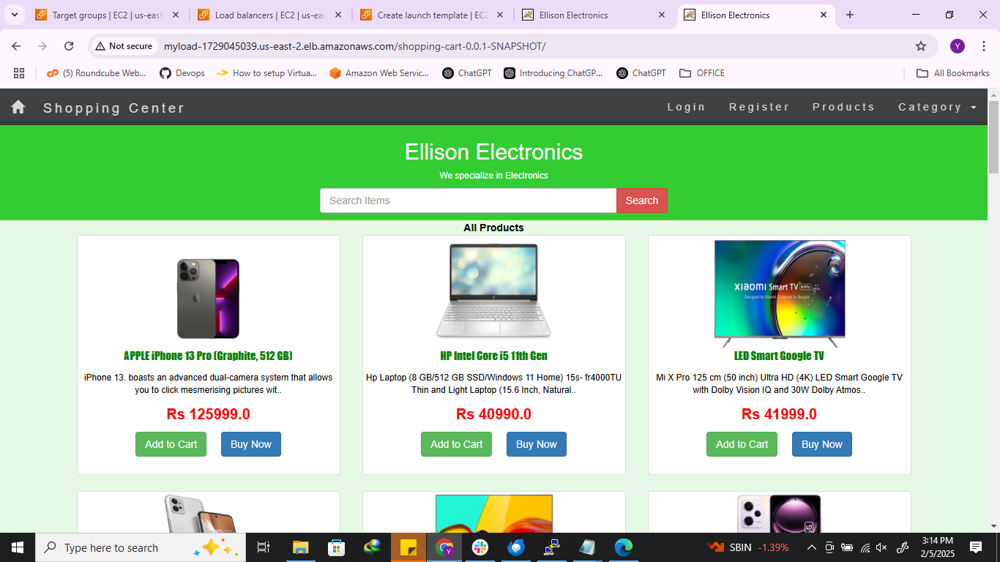 Target groups | EC2 | us-east
Load balancers | EC2 | us-eas
Create launch template | EC2
Ellison Electronics
Ellison Electronics
Not secure
myload-1729045039.us-east-2.elb.amazonaws.com/shopping-cart-0.0.1-SNAPSHOT/
Y
(5) Roundcube Web...
Devops
How to setup Virtua...
Amazon Web Servic...
ChatGPT
Introducing ChatGP...
ChatGPT
OFFICE
All Bookmarks
Shopping Center
Login
Register
Products
Category
Ellison Electronics
We specialize in Electronics
Search Items
Search
All Products
XIAOMI Smart TV X Pro
Designed by Xiaomi. Powered by Google
APPLE iPhone 13 Pro (Graphite, 512 GB)
iPhone 13. boasts an advanced dual-camera system that allows
you to click mesmerising pictures wit..
Rs 125999.0
Add to Cart
Buy Now
HP Intel Core i5 11th Gen
Hp Laptop (8 GB/512 GB SSD/Windows 11 Home) 15s- fr4000TU
Thin and Light Laptop (15.6 Inch, Natural..
Rs 40990.0
Add to Cart
Buy Now
LED Smart Google TV
Mi X Pro 125 cm (50 inch) Ultra HD (4K) LED Smart Google TV
with Dolby Vision IQ and 30W Dolby Atmos..
Rs 41999.0
Add to Cart
Buy Now
Type here to search
SBIN -1.39%
3:14 PM
2/5/2025